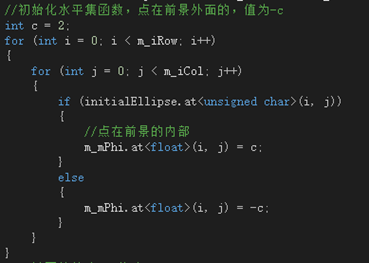 //初始化水平集函数，点在前景外面的，值为-c
int c = 2;
for (int i = 0; i < m_iRow; i++)
{
for (int j = 0; j < m_iCol; j++)
{
if (initialEllipse.at<unsigned char>(i, j))
{
//点在前景的内部
m_mPhi.at<float>(i, j) = c;
}
else
{
m_mPhi.at<float>(i, j) = -c;
}
}
}